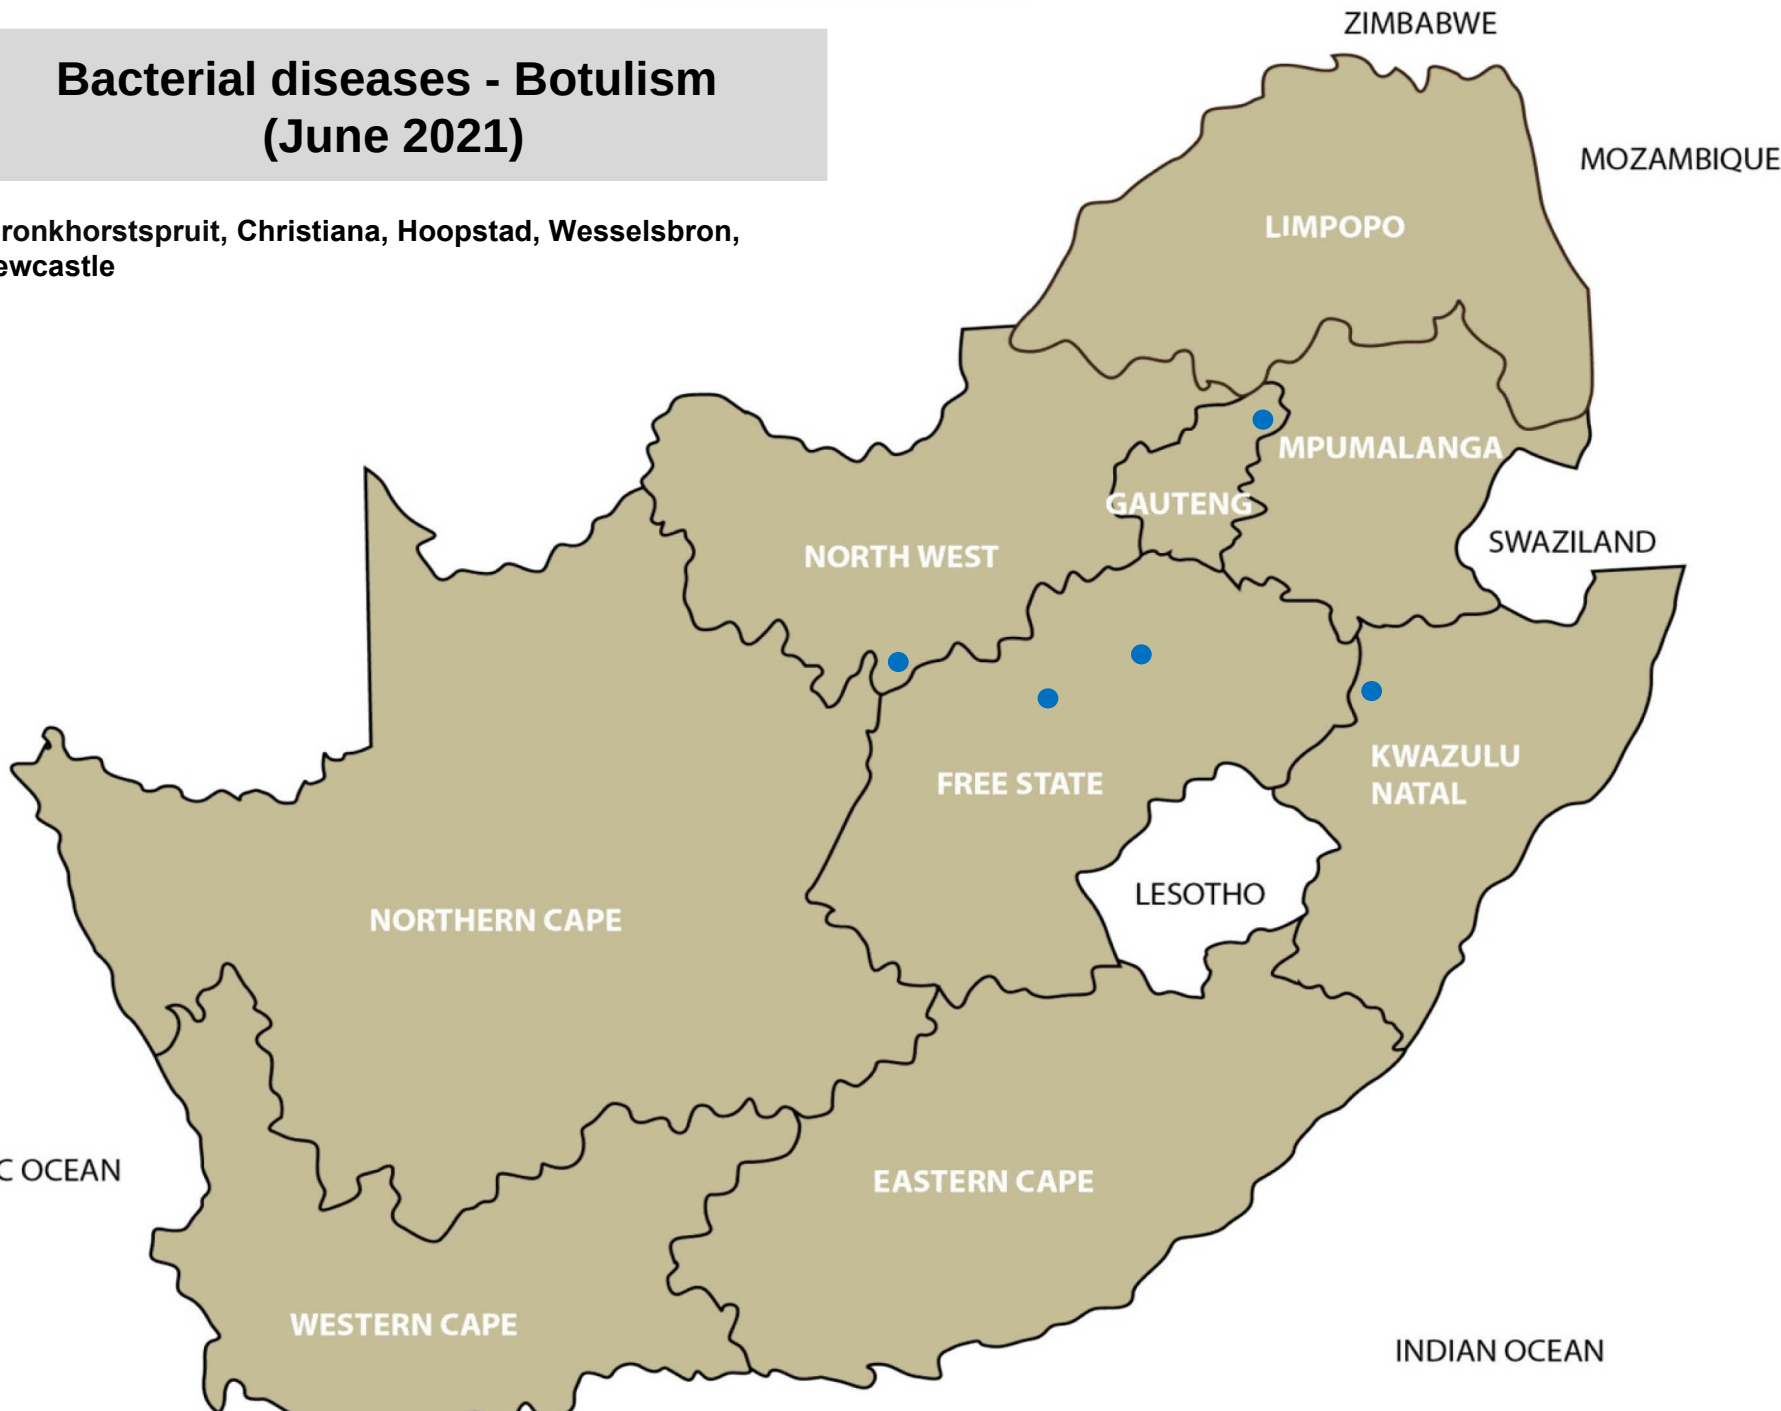 ZIMBABWE
Bacterial diseases - Botulism
(June 2021)
MOZAMBIQUE
ronkhorstspruit, Christiana, Hoopstad, Wesselsbron,
ewcastle
LIMPOPO
MPUMALANGA
GAUTENG
SWAZILAND
NORTH WEST
KWAZULU
NATAL
FREE STATE
LESOTHO
NORTHERN CAPE
C OCEAN
EASTERN CAPE
WESTERN CAPE
INDIAN OCEAN